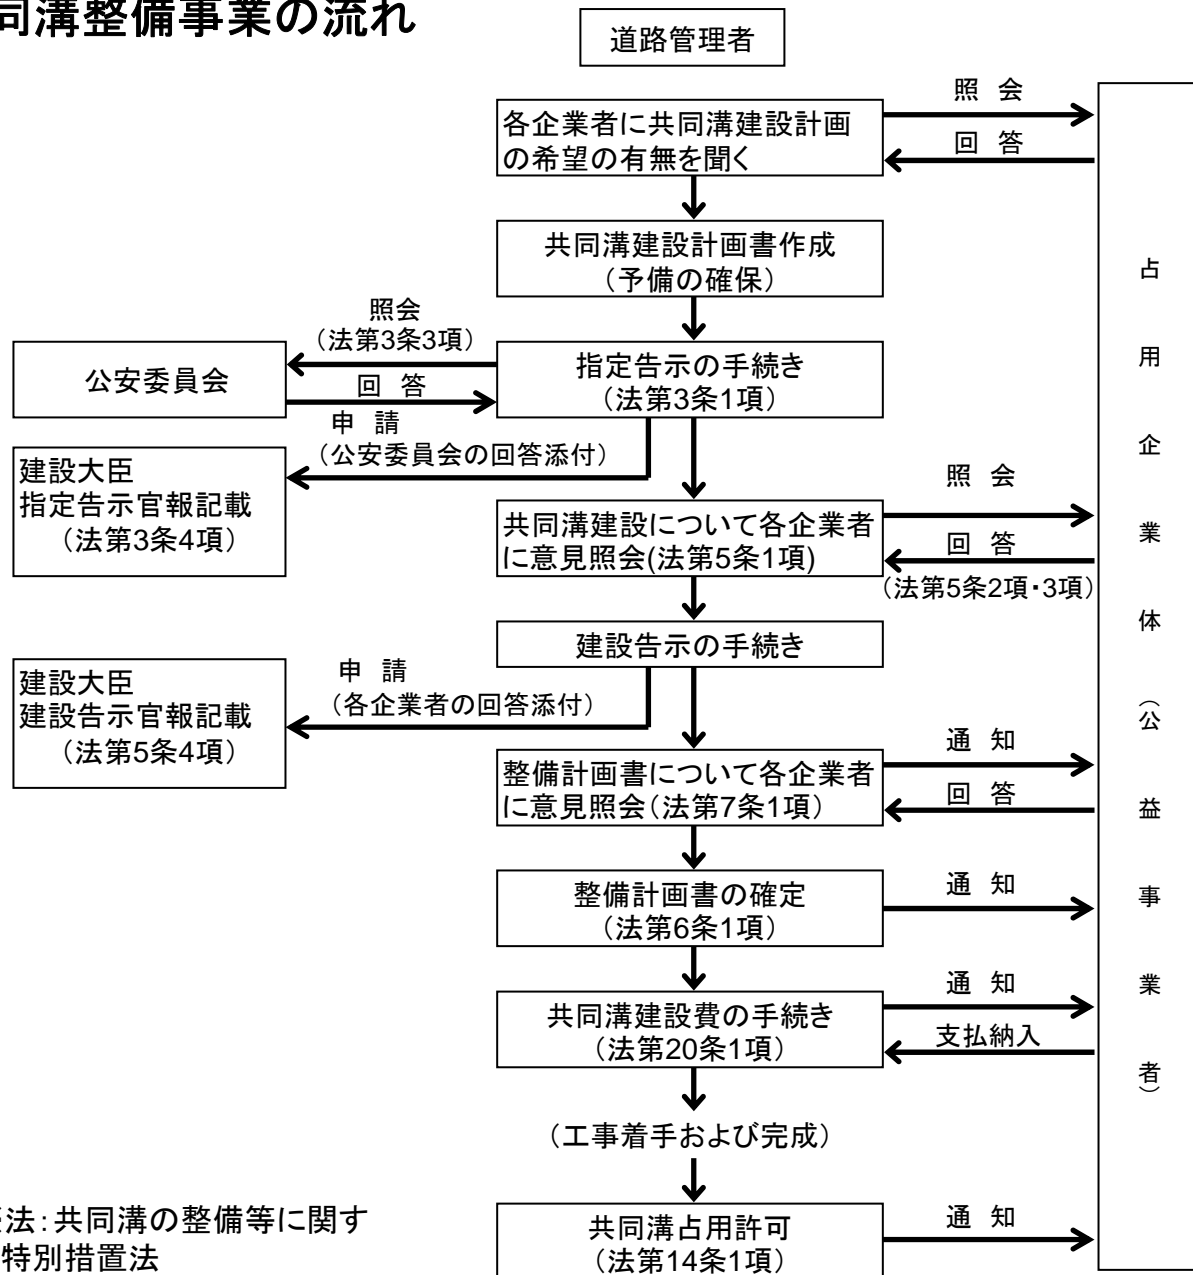 同溝整備事業の流れ
道路管理者
照 会
各企業者に共同溝建設計画
の希望の有無を聞く
回 答
共同溝建設計画書作成
(予備の確保)
照会
(法第3条3項)
公安委員会
回 答
指定告示の手続き
(法第3条1項)
申 請
(公安委員会の回答添付)
建設大臣
指定告示官報記載
(法第3条4項)
照 会
共同溝建設について各企業者
に意見照会(法第5条1項)
回 答
(法第5条2項・3項)
建設告示の手続き
申 請
(各企業者の回答添付)
建設大臣
建設告示官報記載
(法第5条4項)
通 知
整備計画書について各企業者
に意見照会(法第7条1項)
回 答
整備計画書の確定
(法第6条1項)
通 知
共同溝建設費の手続き
(法第20条1項)
通 知
支払納入
(工事着手および完成)
共同溝占用許可
(法第14条1項)
通 知
占用企業体(公益事業者)
法:共同溝の整備等に関す
特別措置法